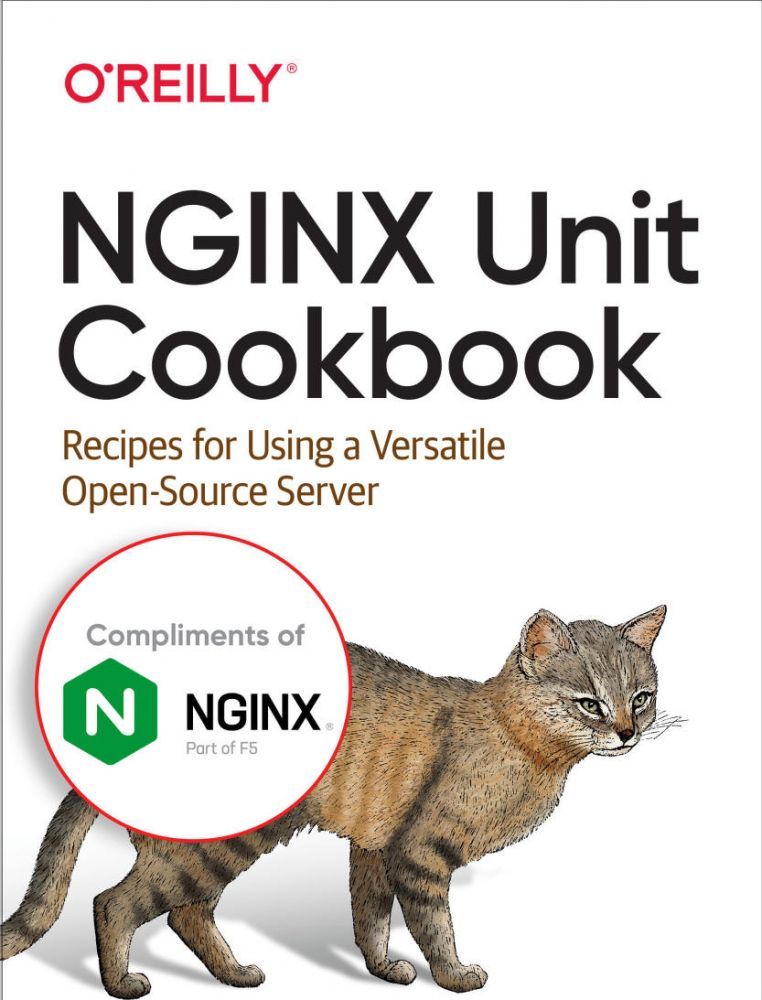 O'REILLY®
NGINX Unit
Cookbook
Recipes for Using a Versatile
Open-Source Server
Compliments of
N
NGINX®
Part of F5